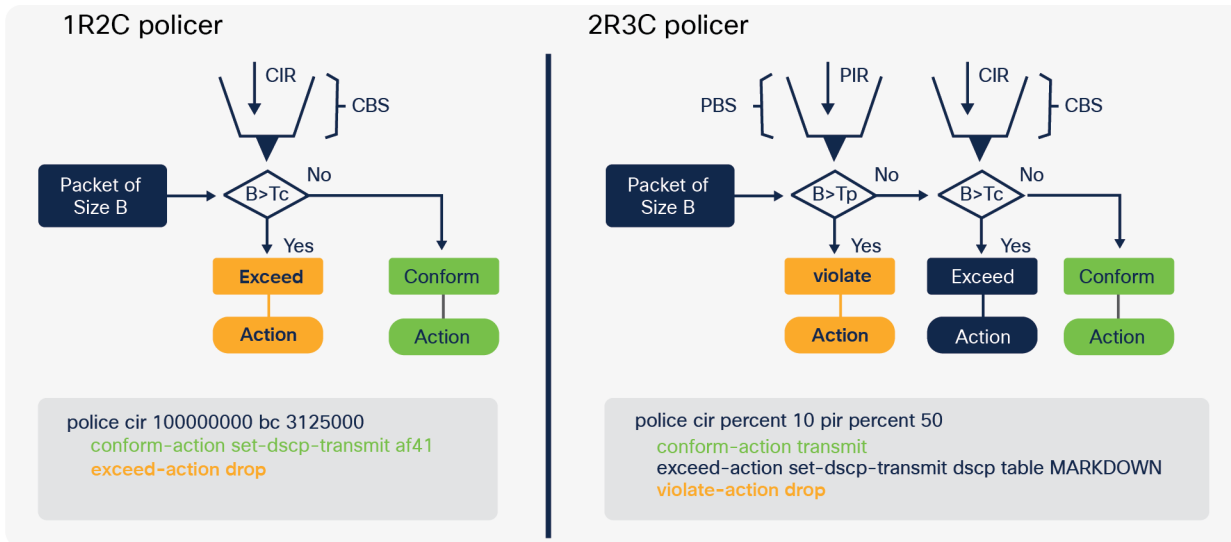 1R2C policer
CIR
CBS
Packet of
Size B
B>Tc
No
Yes
Exceed
Conform
Action
Action
police cir 100000000 bc 3125000
conform-action set-dscp-transmit af41
exceed-action drop
2R3C policer
PIR
CIR
PBS
CBS
Packet of
Size B
B>Tp
No
B>Tc
No
Yes
Yes
violate
Exceed
Conform
Action
Action
Action
police cir percent 10 pir percent 50
conform-action transmit
exceed-action set-dscp-transmit dscp table MARKDOWN
violate-action drop